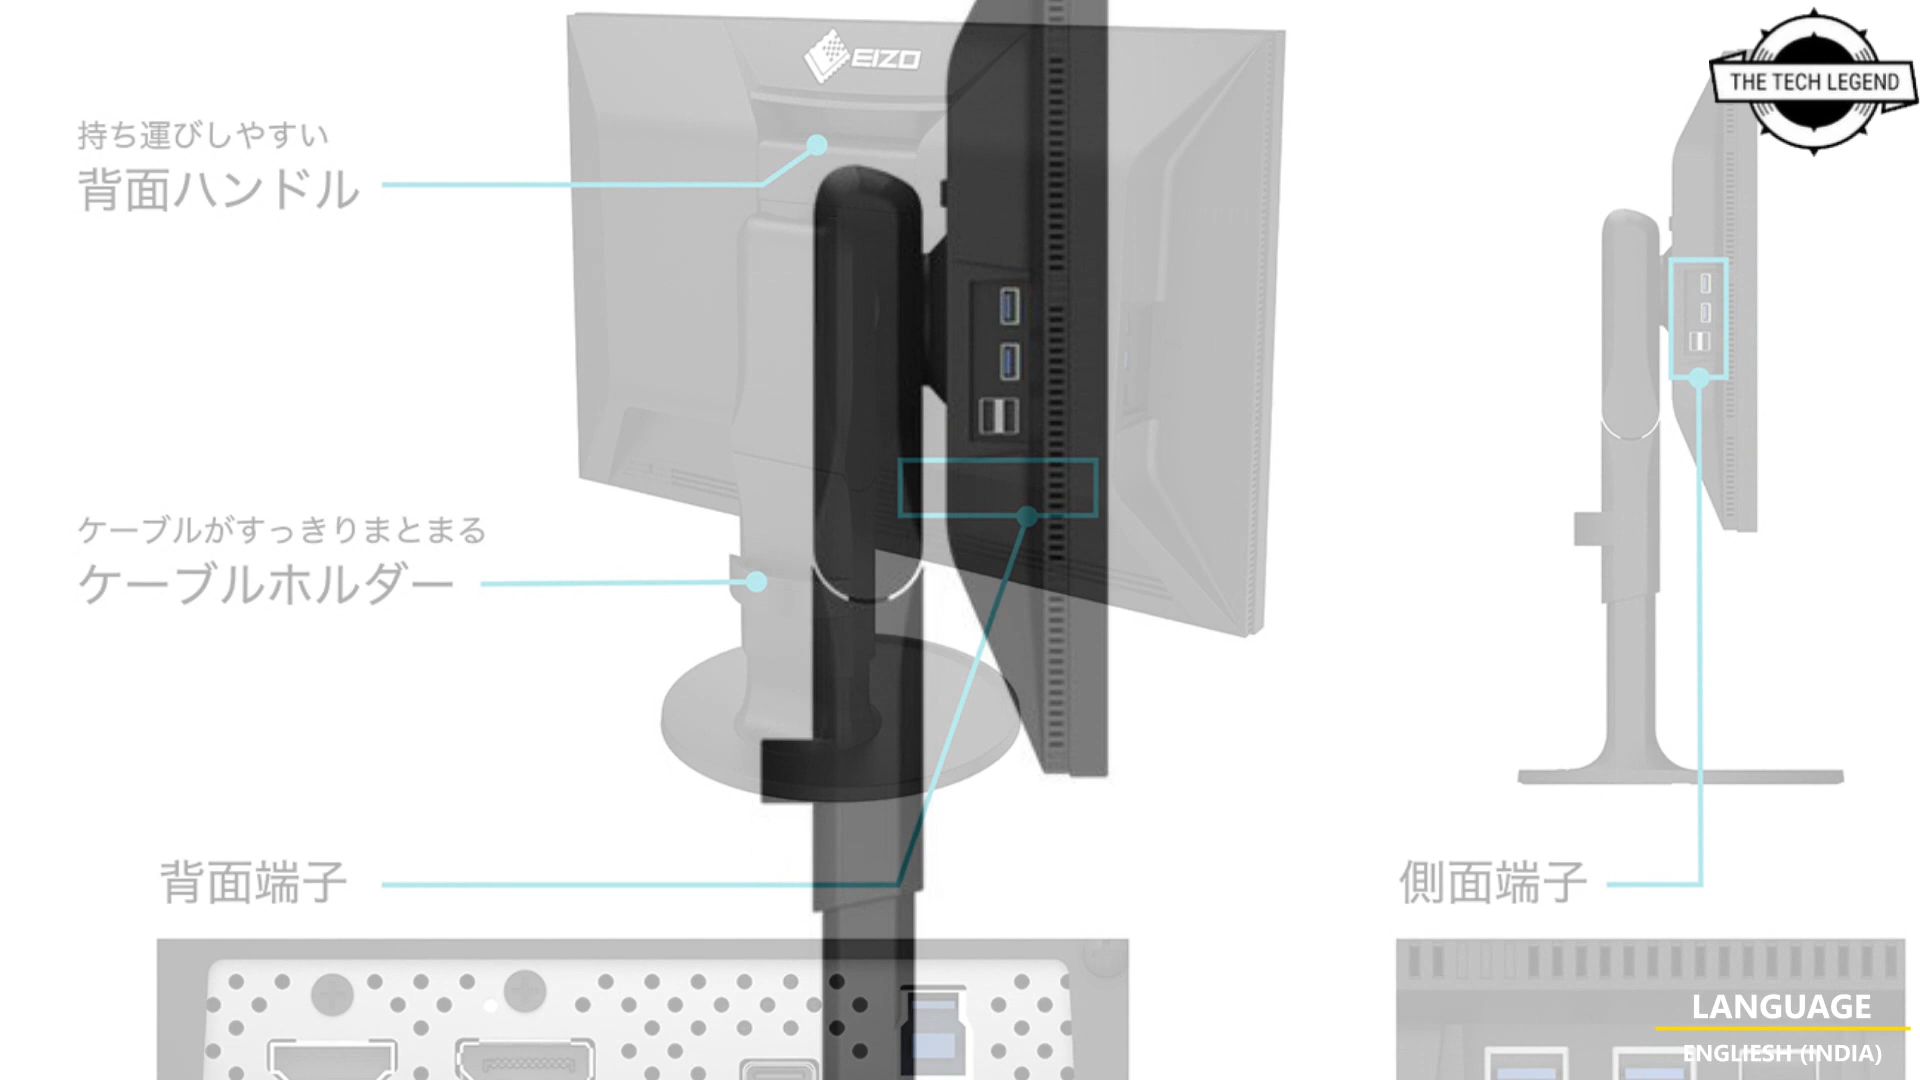 EIZO
THE TECH LEGEND
持ち運びしやすい
背面ハンドル
ケーブルがすっきりまとまる
ケーブルホルダー
背面端子
側面端子
LANGUAGE
ENGLIESH (INDIA)